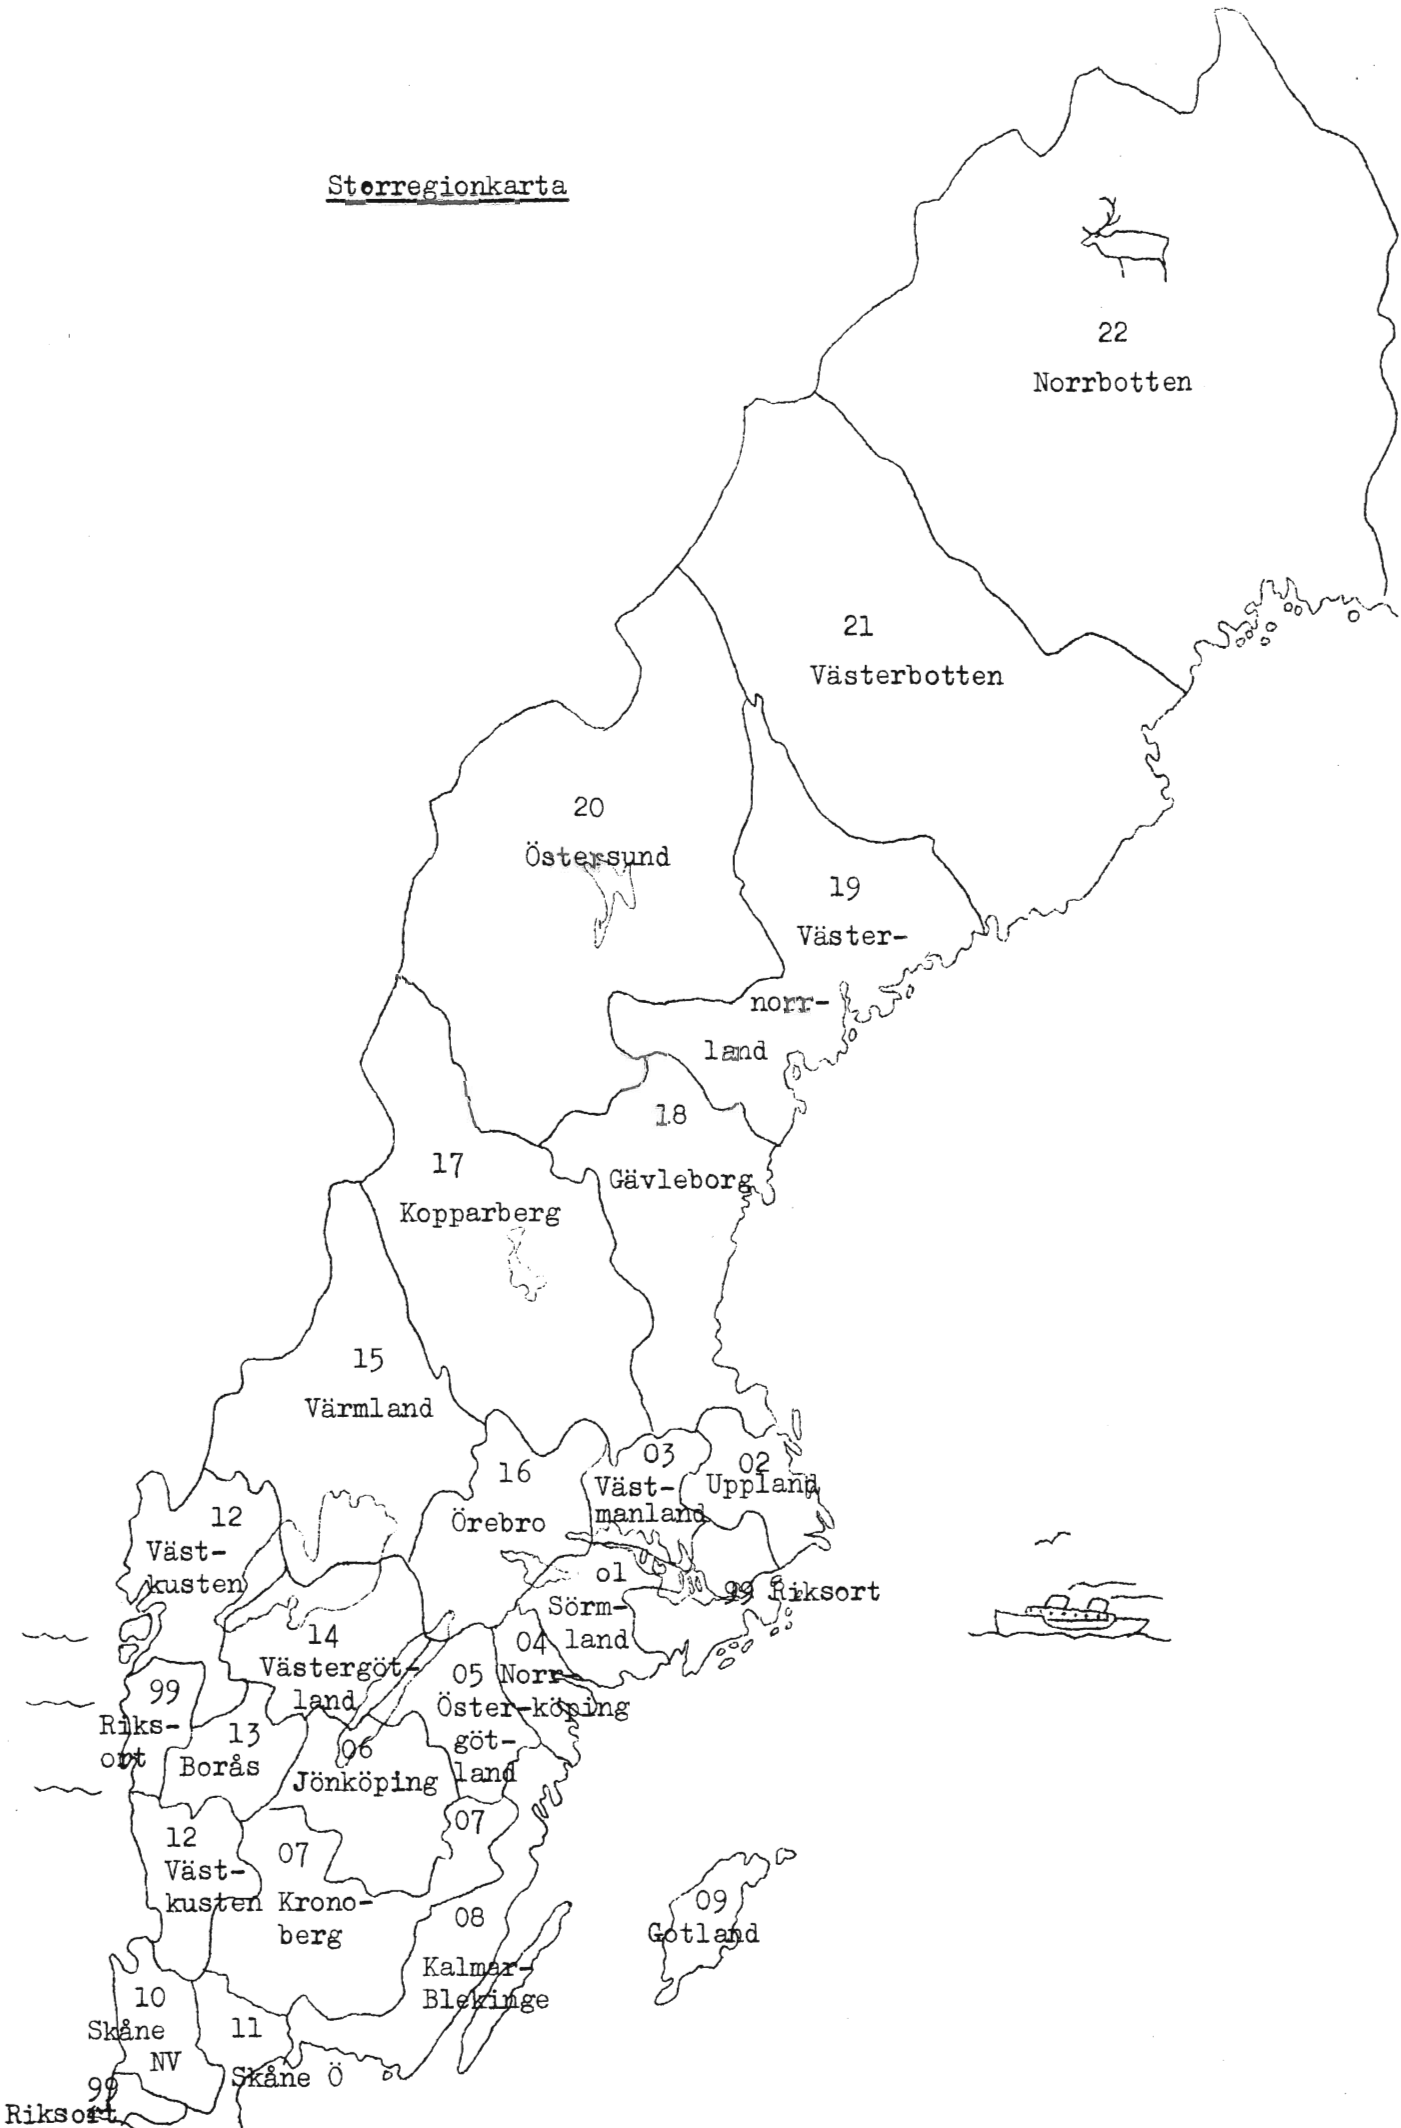 Storregionkarta
22
Norrbotten
21
Västerbotten
20
Östersund
19
Väster-
norr-
land
18
Gävleborg
17
Kopparberg
15
Värmland
16
Örebro
03
Väst-
manland
02
Uppland
12
Väst-
kusten
01
Sörm-
land
99 Riksort
14
Västergöt-
land
04
Norr-
köping
05
Öster-
göt-
land
99
Riks-
ort
13
Borås
06
Jönköping
07
12
Väst-
kusten
07
Krono-
berg
08
Kalmar-
Blekinge
09
Gotland
10
Skåne
NV
11
Skåne Ö
99
Riksort